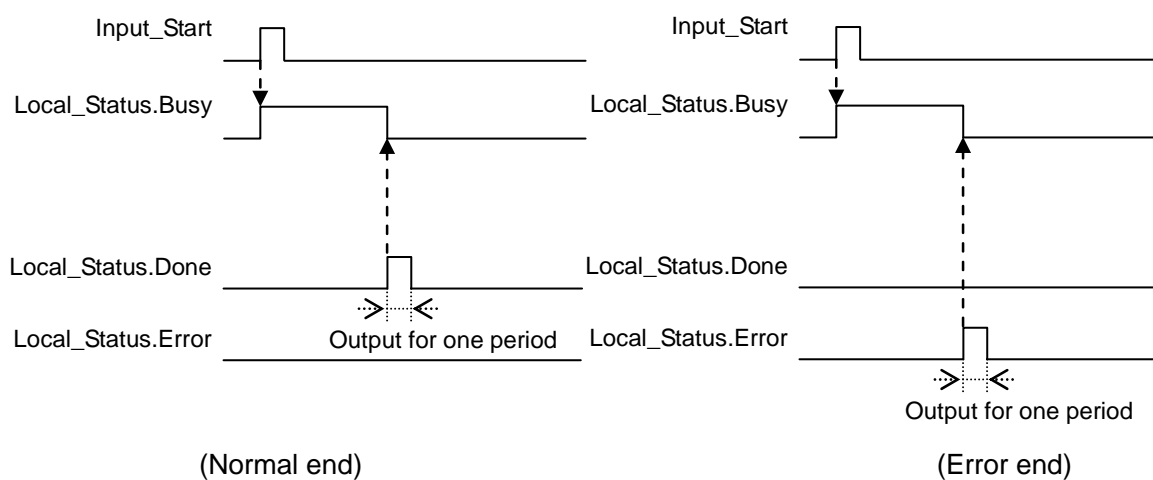 Input_Start
Local_Status.Busy
Local_Status.Done
Local_Status.Error
Output for one period
(Normal end)
Input_Start
Local_Status.Busy
Local_Status.Done
Local_Status.Error
Output for one period
(Error end)